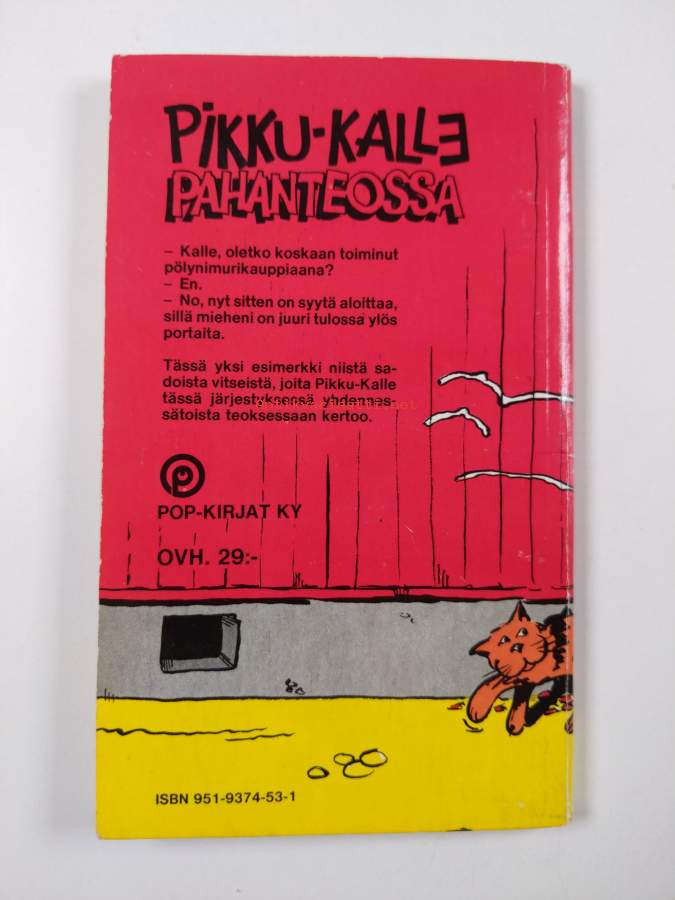 PiKKU-KALLE
PAHANTEOSSA
– Kalle, oletko koskaan toiminut
pölynimurikauppiaana?
– En.
– No, nyt sitten on syytä aloittaa,
sillä mieheni on juuri tulossa ylös
portaita.
Tässä yksi esimerkki niistä sa-
doista vitseistä, joita Pikku-Kalle
tässä järjestyksessä yhdennes-
sätoista teoksessaan kertoo.
POP-KIRJAT KY
OVH. 29:-
ISBN 951-9374-53-1